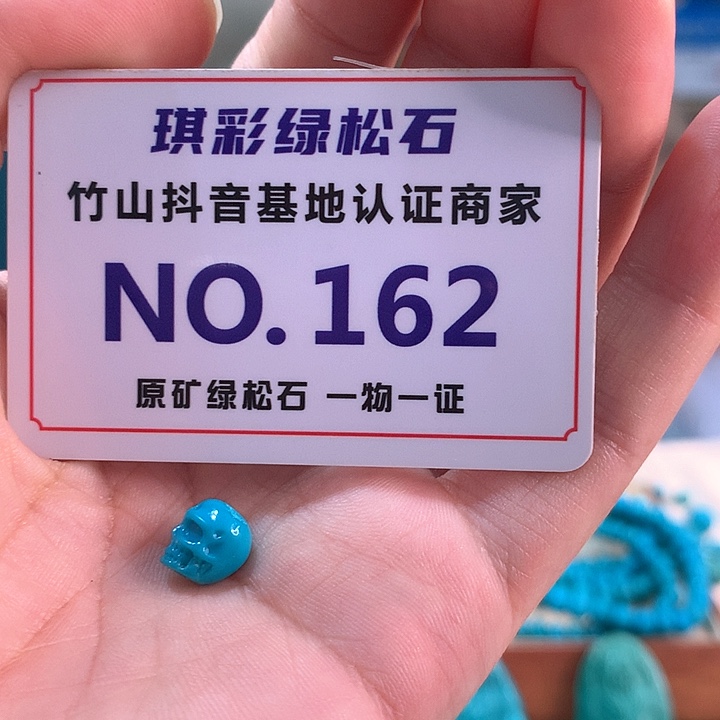 琪彩绿松石
竹山抖音基地认证商家
NO.162
原矿绿松石 一物一证